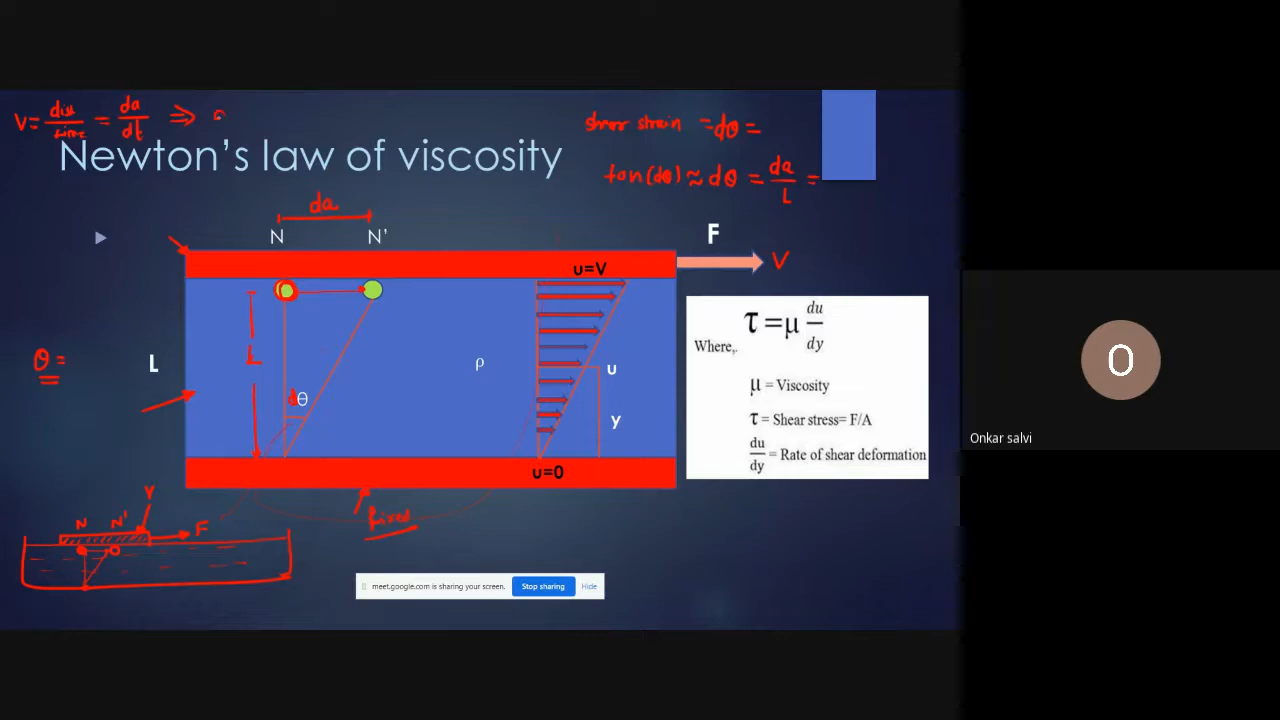 V = dist/time = da/dt ⇒
shear strain = dθ =
Newton's law of viscosity
tan(dθ) ≈ dθ = da/L =
da
N N'
F
V
u=V
τ = μ du/dy
Where,.
L
θ =
L
ρ
u
dθ
μ = Viscosity
y
τ = Shear stress= F/A
du/dy = Rate of shear deformation
u=0
Onkar salvi
O
fixed
V
N N' F
meet.google.com is sharing your screen. Stop sharing Hide